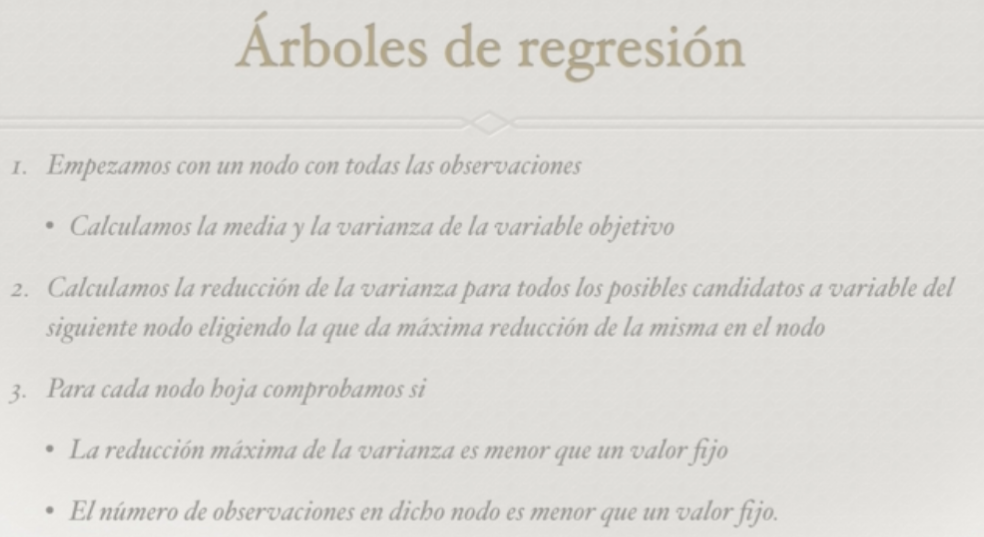 Árboles de regresión
1. Empezamos con un nodo con todas las observaciones
• Calculamos la media y la varianza de la variable objetivo
2. Calculamos la reducción de la varianza para todos los posibles candidatos a variable del
siguiente nodo eligiendo la que da máxima reducción de la misma en el nodo
3. Para cada nodo hoja comprobamos si
• La reducción máxima de la varianza es menor que un valor fijo
• El número de observaciones en dicho nodo es menor que un valor fijo.